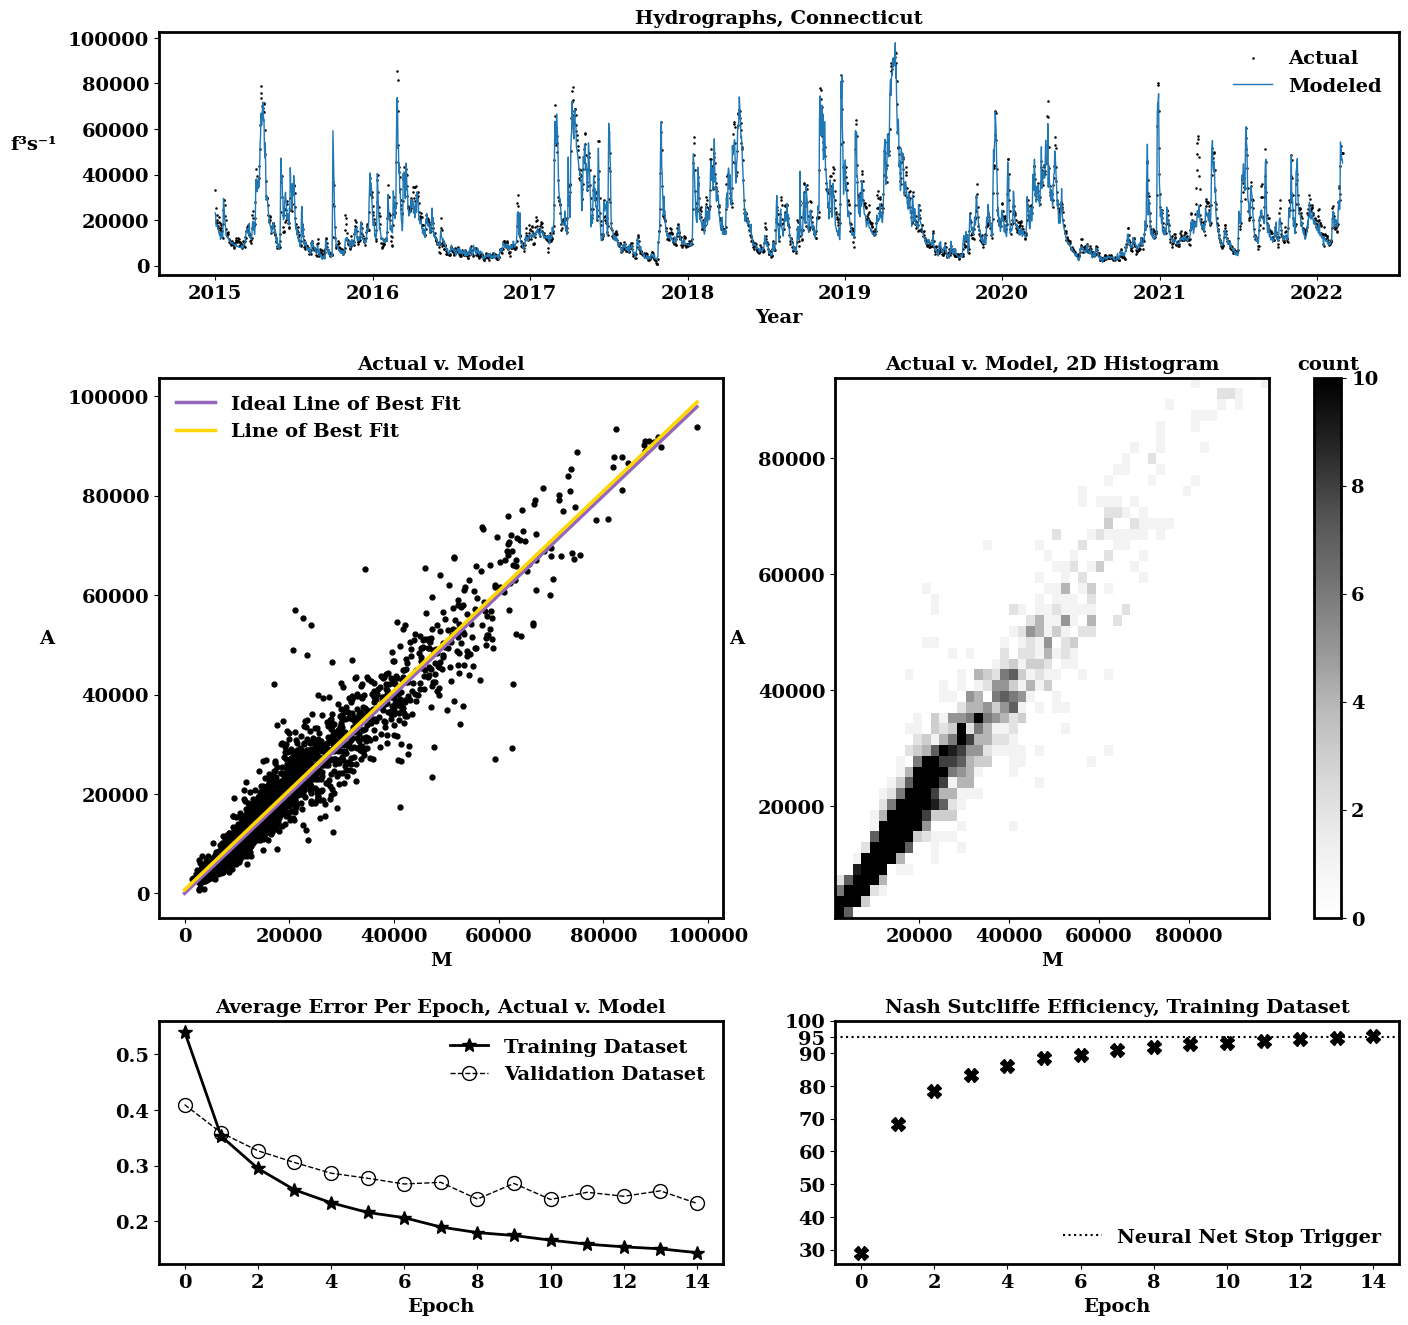 Hydrographs, Connecticut
100000
80000
60000
40000
20000
0
f³s⁻¹
Actual
Modeled
2015 2016 2017 2018 2019 2020 2021 2022
Year
Actual v. Model
100000
80000
60000
40000
20000
0
A
Ideal Line of Best Fit
Line of Best Fit
0 20000 40000 60000 80000 100000
M
Actual v. Model, 2D Histogram
80000
60000
40000
20000
A
20000 40000 60000 80000
M
count
10
8
6
4
2
0
Average Error Per Epoch, Actual v. Model
0.5
0.4
0.3
0.2
Training Dataset
Validation Dataset
0 2 4 6 8 10 12 14
Epoch
Nash Sutcliffe Efficiency, Training Dataset
100
95
90
80
70
60
50
40
30
Neural Net Stop Trigger
0 2 4 6 8 10 12 14
Epoch